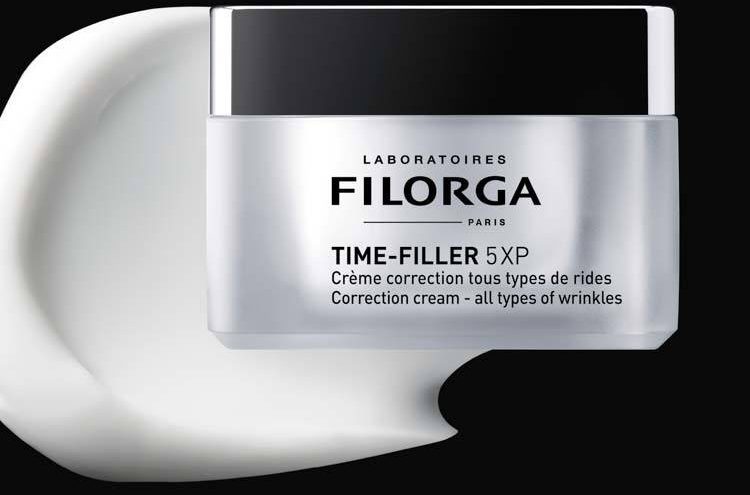 LABORATOIRES
FILORGA
PARIS
TIME-FILLER 5XP
Crème correction tous types de rides
Correction cream - all types of wrinkles